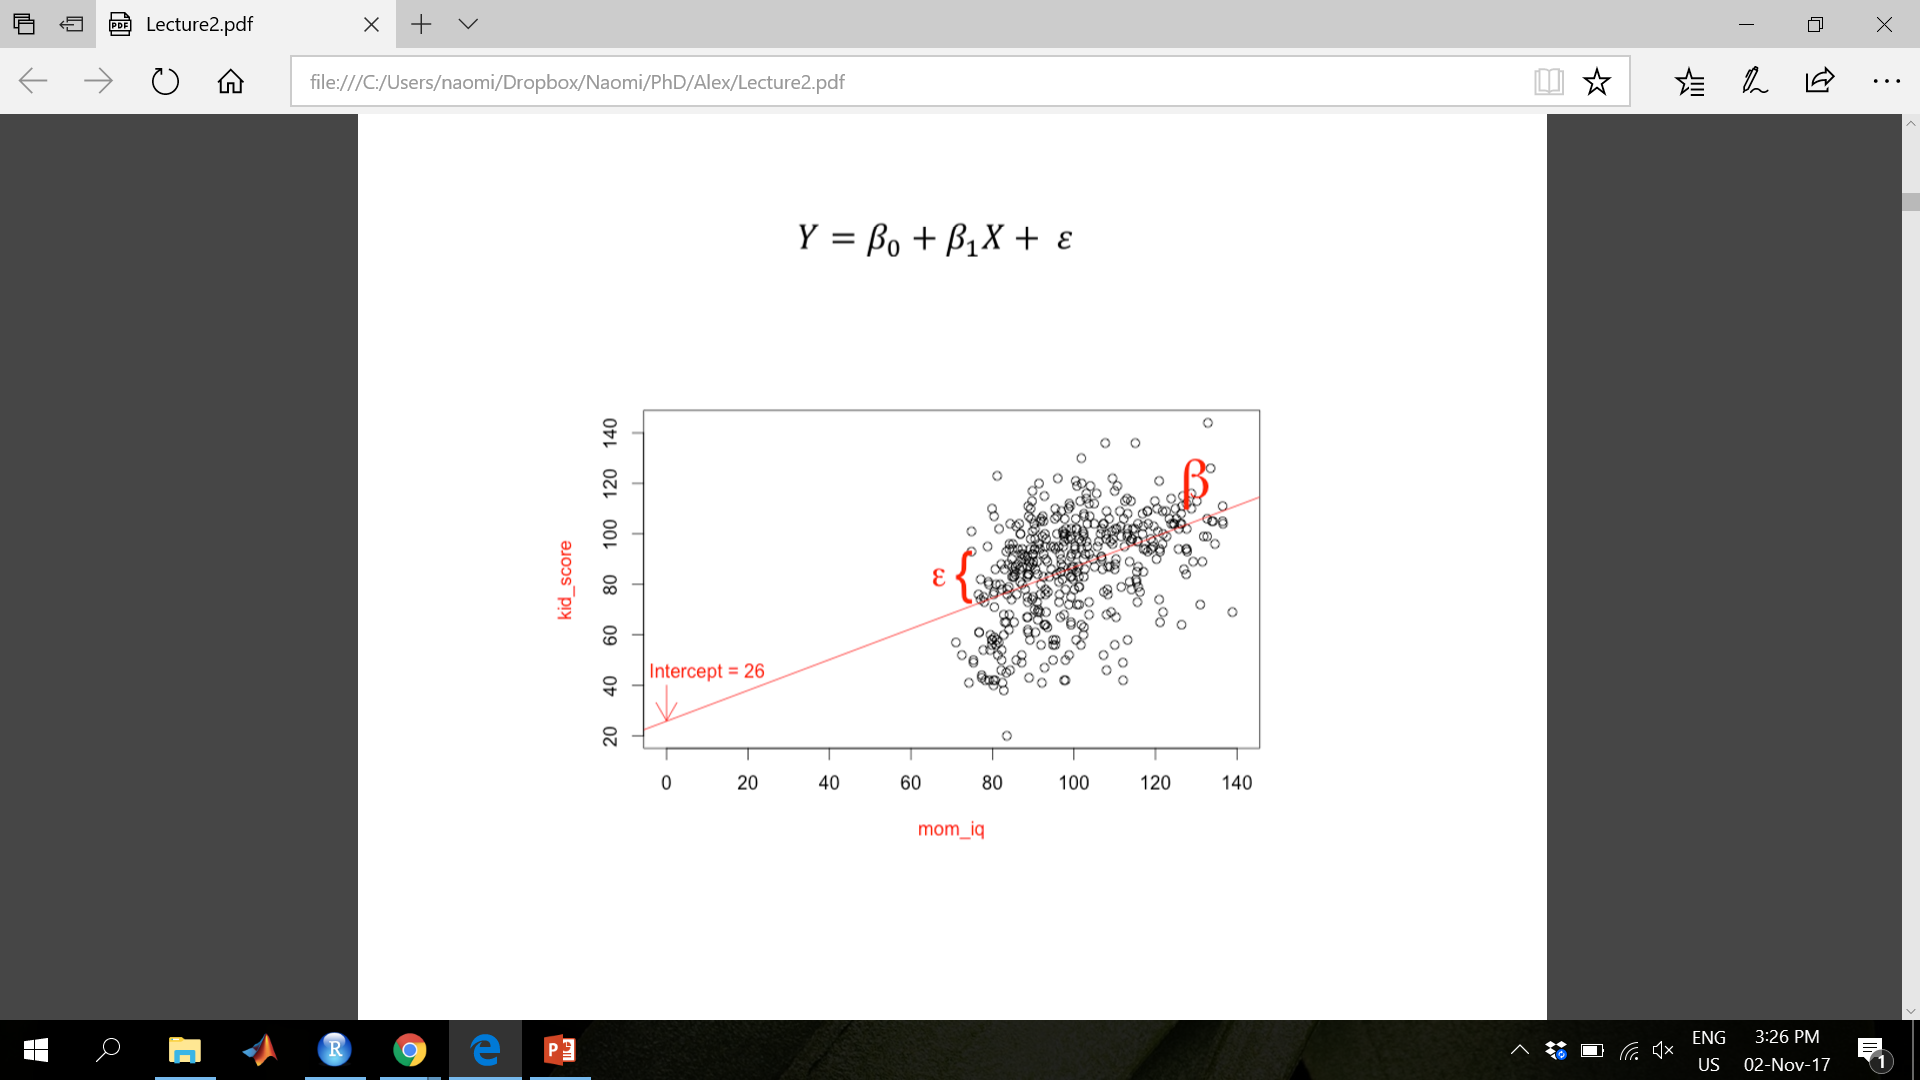 Lecture2.pdf
file:///C:/Users/naomi/Dropbox/Naomi/PhD/Alex/Lecture2.pdf
Y = β₀ + β₁X + ε
140
120
100
80
60
40
20
kid_score
β
ε {
Intercept = 26
0 20 40 60 80 100 120 140
mom_iq
ENG 3:26 PM
US 02-Nov-17
1